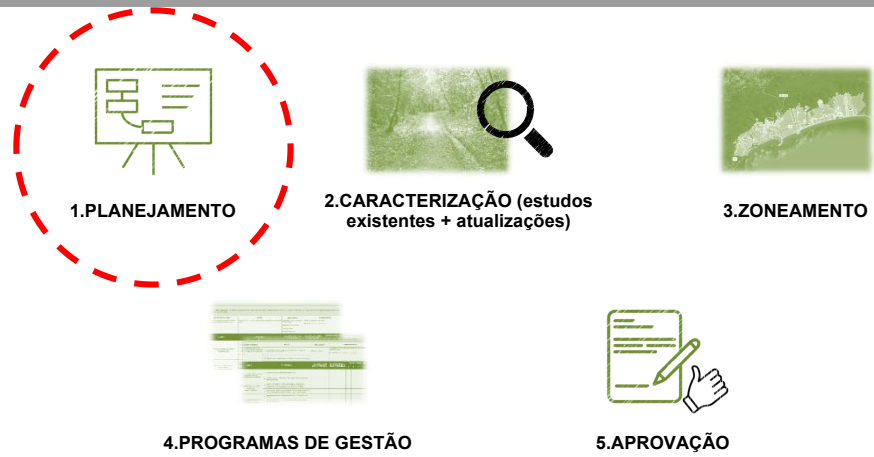 1.PLANEJAMENTO
2.CARACTERIZAÇÃO (estudos
existentes + atualizações)
3.ZONEAMENTO
4.PROGRAMAS DE GESTÃO
5.APROVAÇÃO